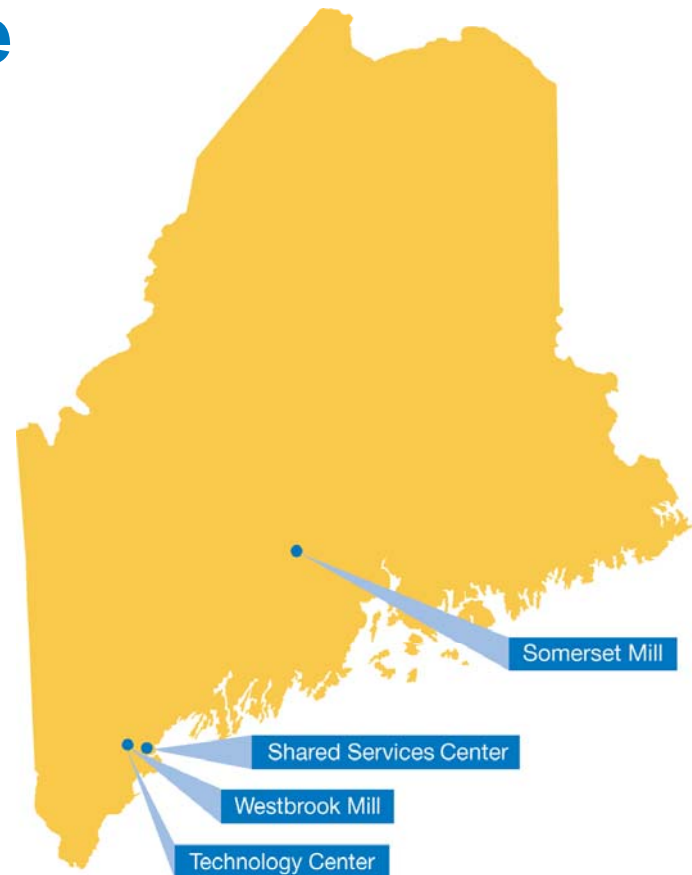 e
Somerset Mill
Shared Services Center
Westbrook Mill
Technology Center